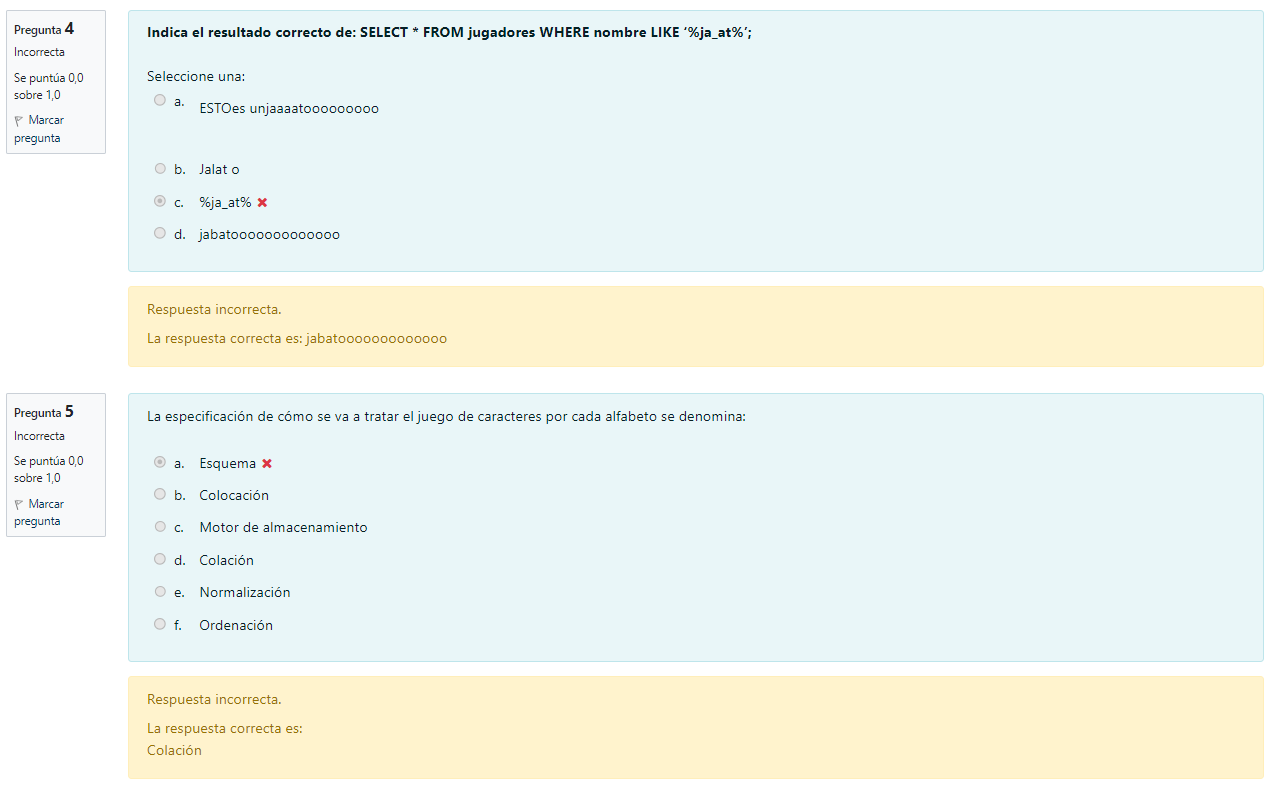 Pregunta 4
Incorrecta
Se puntúa 0,0
sobre 1,0
Marcar
pregunta
Indica el resultado correcto de: SELECT * FROM jugadores WHERE nombre LIKE ‘%ja_at%’;
Seleccione una:
a. ESTOes unjaaaatooooooooo
b. Jalat o
c. %ja_at%
d. jabatooooooooooooo
Respuesta incorrecta.
La respuesta correcta es: jabatooooooooooooo
Pregunta 5
Incorrecta
Se puntúa 0,0
sobre 1,0
Marcar
pregunta
La especificación de cómo se va a tratar el juego de caracteres por cada alfabeto se denomina:
a. Esquema
b. Colocación
c. Motor de almacenamiento
d. Colación
e. Normalización
f. Ordenación
Respuesta incorrecta.
La respuesta correcta es:
Colación